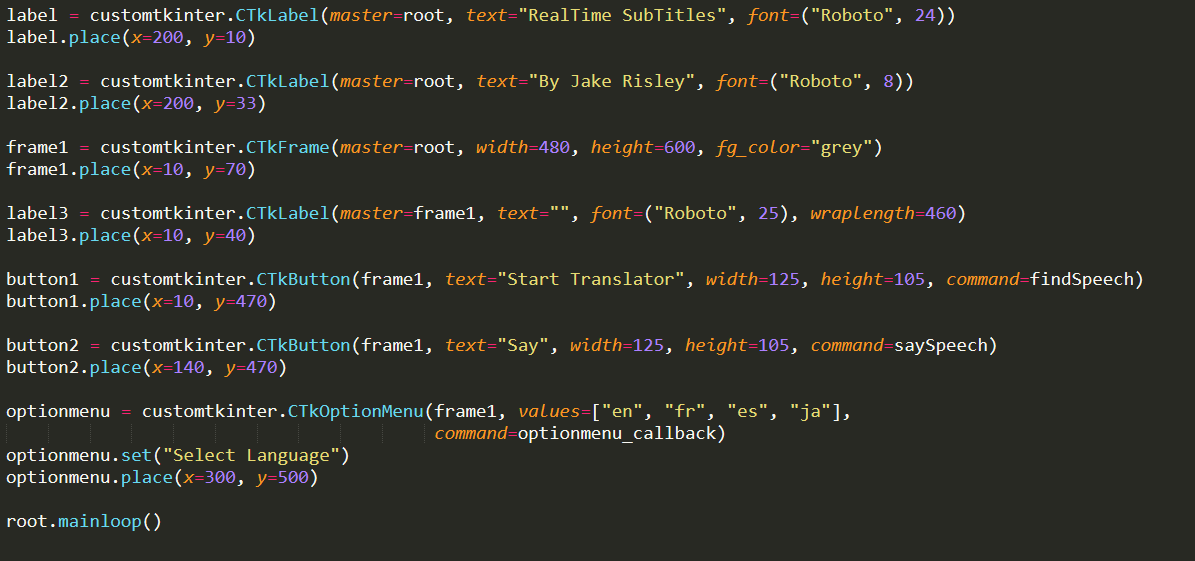 label = customtkinter.CTkLabel(master=root, text="RealTime SubTitles", font=("Roboto", 24))
label.place(x=200, y=10)
label2 = customtkinter.CTkLabel(master=root, text="By Jake Risley", font=("Roboto", 8))
label2.place(x=200, y=33)
frame1 = customtkinter.CTkFrame(master=root, width=480, height=600, fg_color="grey")
frame1.place(x=10, y=70)
label3 = customtkinter.CTkLabel(master=frame1, text="", font=("Roboto", 25), wraplength=460)
label3.place(x=10, y=40)
button1 = customtkinter.CTkButton(frame1, text="Start Translator", width=125, height=105, command=findSpeech)
button1.place(x=10, y=470)
button2 = customtkinter.CTkButton(frame1, text="Say", width=125, height=105, command=saySpeech)
button2.place(x=140, y=470)
optionmenu = customtkinter.CTkOptionMenu(frame1, values=["en", "fr", "es", "ja"],
command=optionmenu_callback)
optionmenu.set("Select Language")
optionmenu.place(x=300, y=500)
root.mainloop()